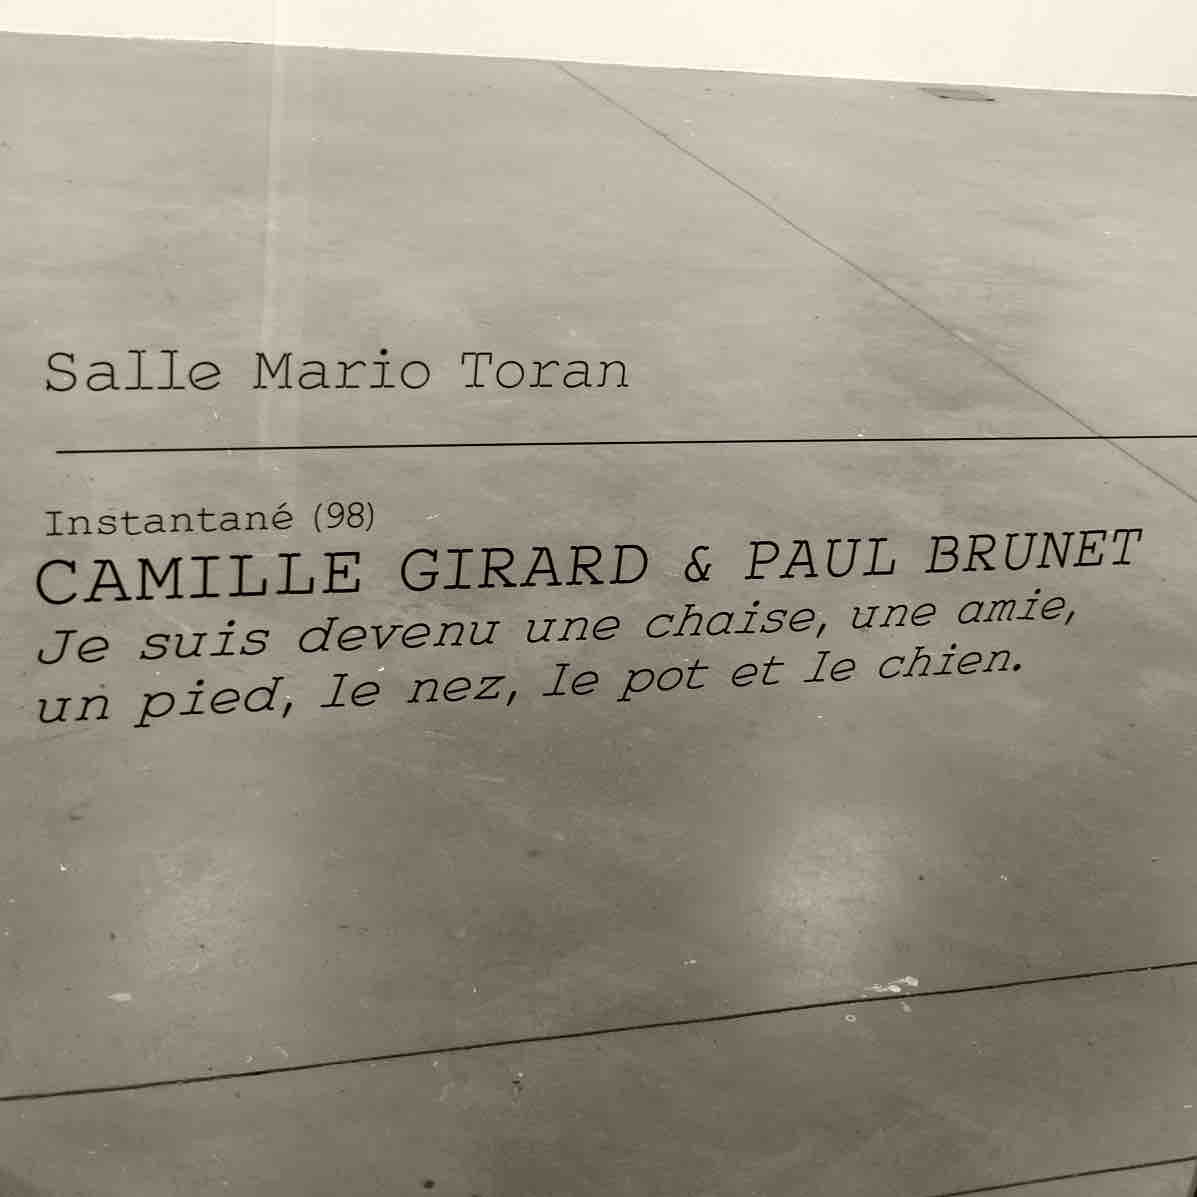 Salle Mario Toran
Instantané (98)
CAMILLE GIRARD & PAUL BRUNET
Je suis devenu une chaise, une amie,
un pied, le nez, le pot et le chien.